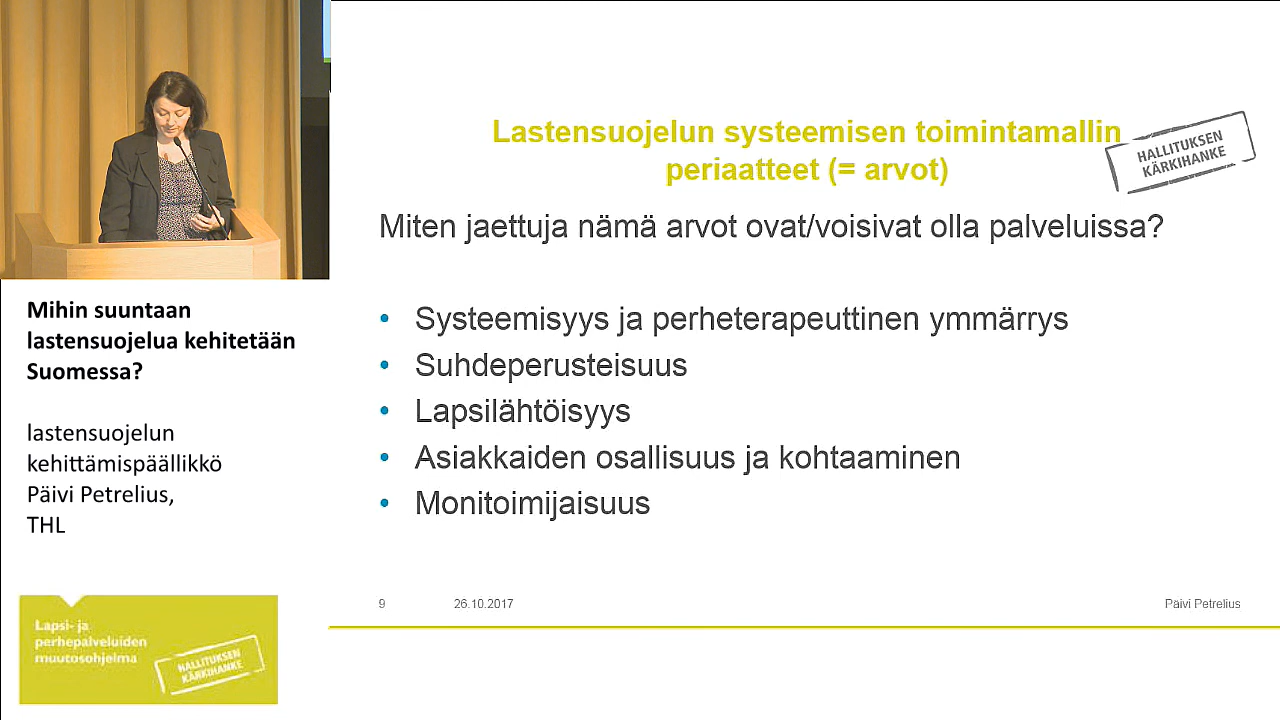 Lastensuojelun systeemisen toimintamallin
periaatteet (= arvot)
HALLITUKSEN
KÄRKIHANKE
Miten jaettuja nämä arvot ovat/voisivat olla palveluissa?
• Systeemisyys ja perheterapeuttinen ymmärrys
• Suhdeperusteisuus
• Lapsilähtöisyys
• Asiakkaiden osallisuus ja kohtaaminen
• Monitoimijaisuus
9
26.10.2017
Päivi Petrelius
Mihin suuntaan
lastensuojelua kehitetään
Suomessa?
lastensuojelun
kehittämispäällikkö
Päivi Petrelius,
THL
Lapsi- ja
perhepalveluiden
muutosohjelma
HALLITUKSEN
KÄRKIHANKE